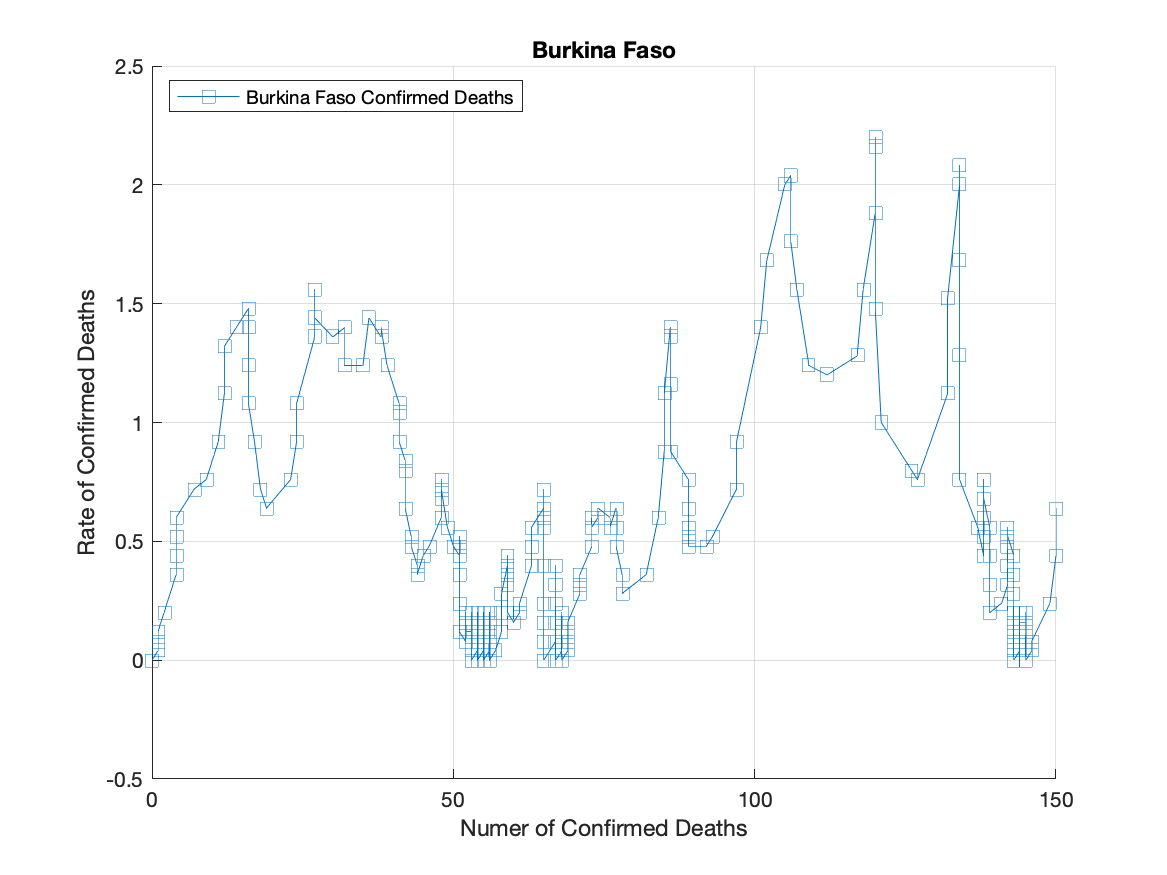 Burkina Faso
2.5
Burkina Faso Confirmed Deaths
2
1.5
1
0.5
0
-0.5
Rate of Confirmed Deaths
0
50
100
150
Numer of Confirmed Deaths